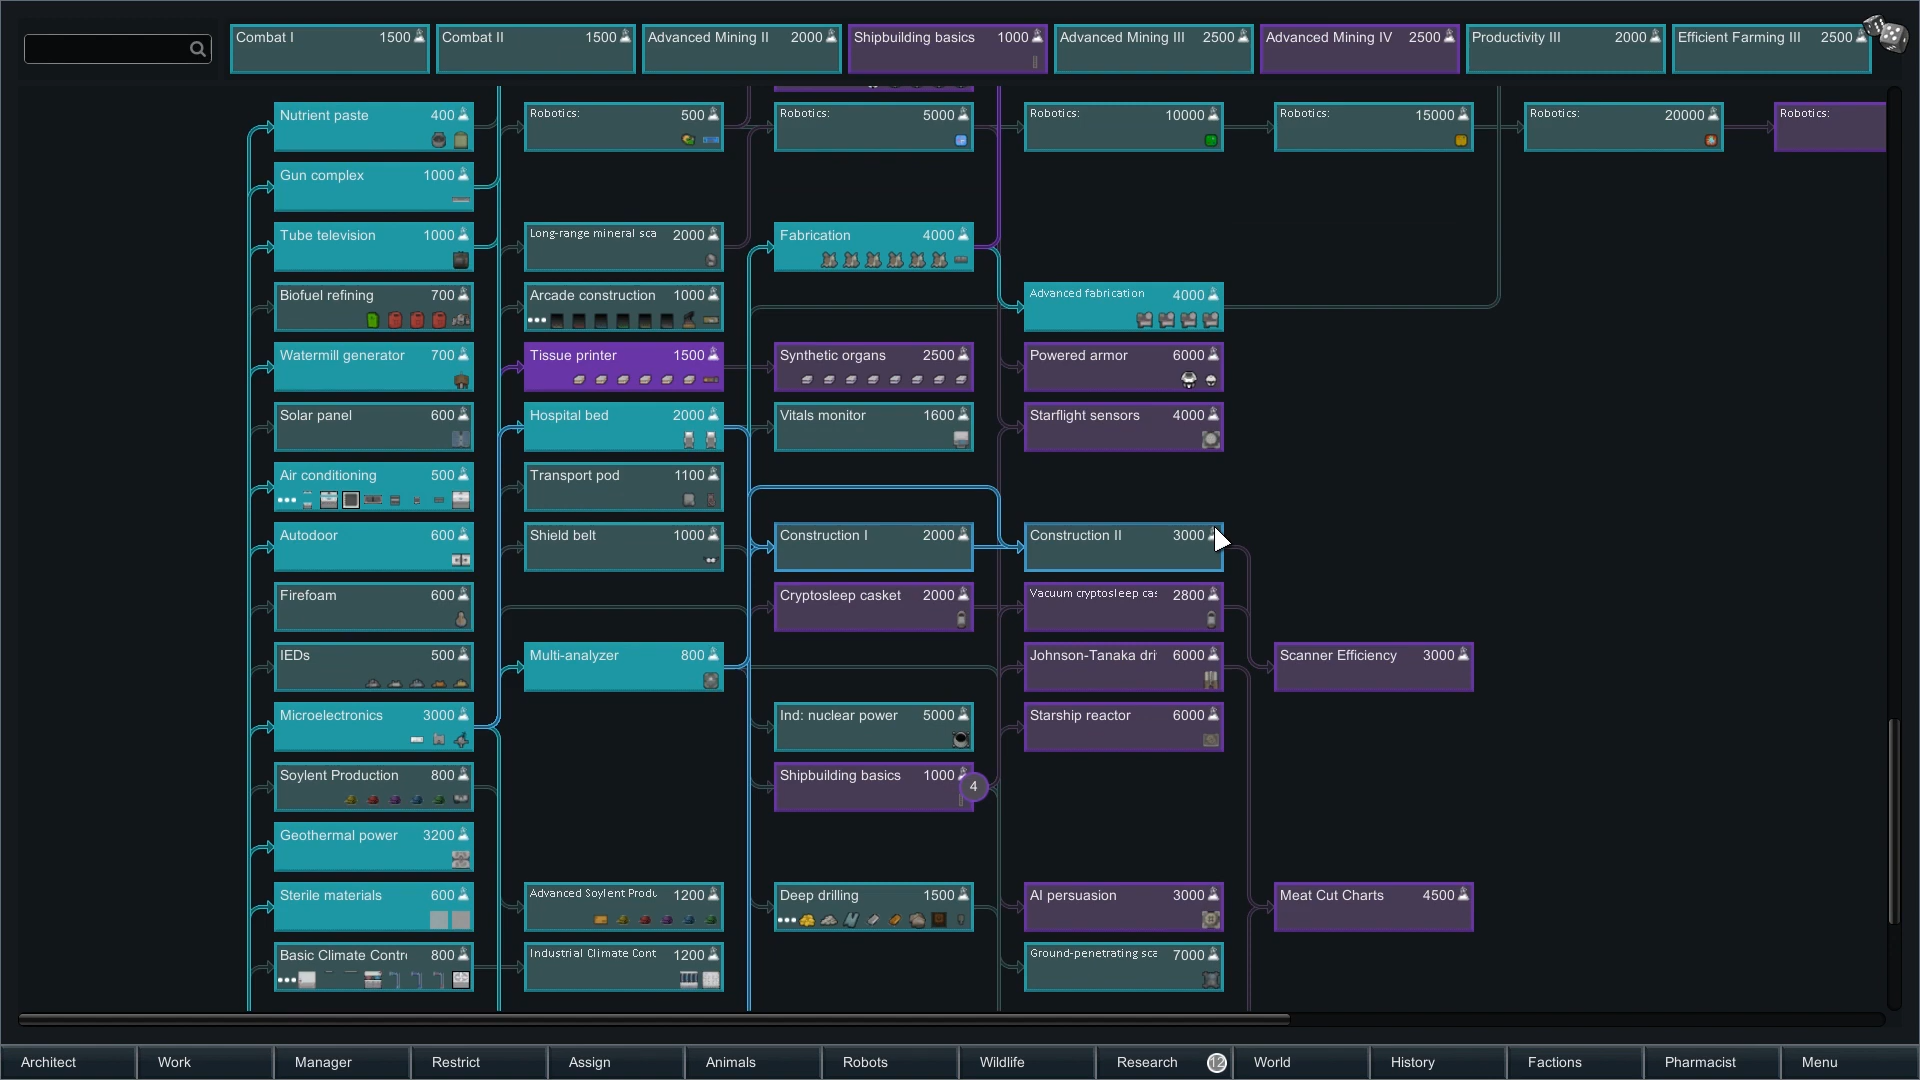 Combat I 1500
Combat II 1500
Advanced Mining II 2000
Shipbuilding basics 1000
Advanced Mining III 2500
Advanced Mining IV 2500
Productivity III 2000
Efficient Farming III 2500
Nutrient paste 400
Robotics: 500
Robotics: 5000
Robotics: 10000
Robotics: 15000
Robotics: 20000
Robotics:
Gun complex 1000
Tube television 1000
Long-range mineral sca 2000
Fabrication 4000
Biofuel refining 700
Arcade construction 1000
Advanced fabrication 4000
Watermill generator 700
Tissue printer 1500
Synthetic organs 2500
Powered armor 6000
Solar panel 600
Hospital bed 2000
Vitals monitor 1600
Starflight sensors 4000
Air conditioning 500
Transport pod 1100
Autodoor 600
Shield belt 1000
Construction I 2000
Construction II 3000
Firefoam 600
Cryptosleep casket 2000
Vacuum cryptosleep cas 2800
IEDs 500
Multi-analyzer 800
Johnson-Tanaka dri 6000
Scanner Efficiency 3000
Microelectronics 3000
Ind: nuclear power 5000
Starship reactor 6000
Soylent Production 800
Shipbuilding basics 1000
4
Geothermal power 3200
Sterile materials 600
Advanced Soylent Produ 1200
Deep drilling 1500
AI persuasion 3000
Meat Cut Charts 4500
Basic Climate Contr 800
Industrial Climate Cont 1200
Ground-penetrating sca 7000
Architect
Work
Manager
Restrict
Assign
Animals
Robots
Wildlife
Research 12
World
History
Factions
Pharmacist
Menu